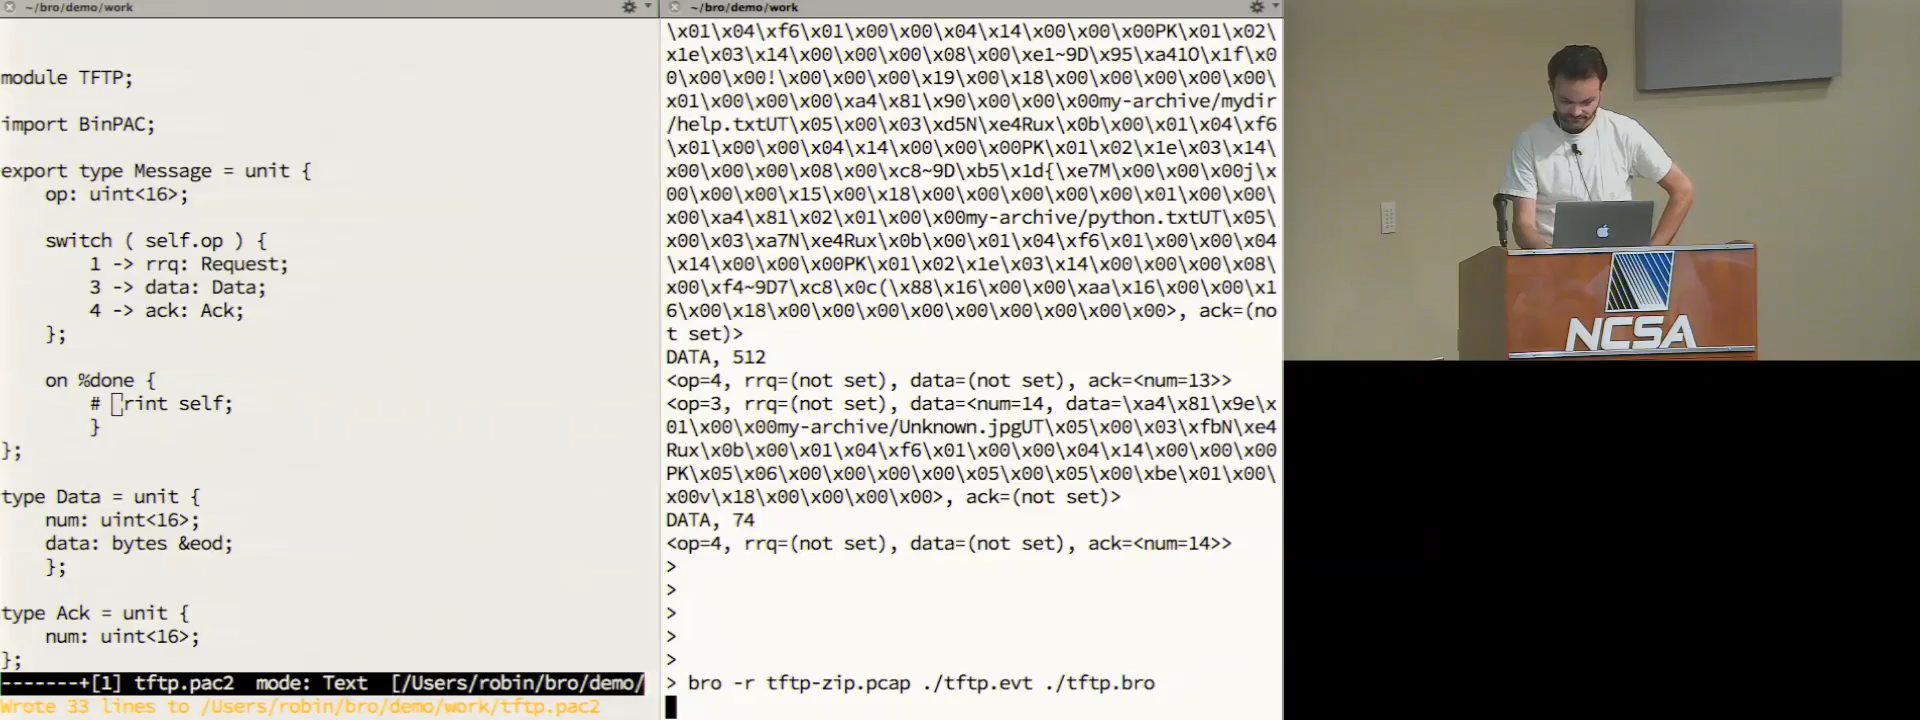 ~/bro/demo/work
module TFTP;
import BinPAC;
export type Message = unit {
op: uint<16>;
switch ( self.op ) {
1 -> rrq: Request;
3 -> data: Data;
4 -> ack: Ack;
};
on %done {
# rint self;
}
};
type Data = unit {
num: uint<16>;
data: bytes &eod;
};
type Ack = unit {
num: uint<16>;
};
-------+[1] tftp.pac2 mode: Text [/Users/robin/bro/demo/
Wrote 33 lines to /Users/robin/bro/demo/work/tftp.pac2
~/bro/demo/work
\x01\x04\xf6\x01\x00\x00\x04\x14\x00\x00\x00PK\x01\x02\
x1e\x03\x14\x00\x00\x00\x08\x00\xe1~9D\x95\xa41O\x1f\x0
0\x00\x00!\x00\x00\x00\x19\x00\x18\x00\x00\x00\x00\x00\
x01\x00\x00\x00\xa4\x81\x90\x00\x00\x00my-archive/mydir
/help.txtUT\x05\x00\x03\xd5N\xe4Rux\x0b\x00\x01\x04\xf6
\x01\x00\x00\x04\x14\x00\x00\x00PK\x01\x02\x1e\x03\x14\
x00\x00\x00\x08\x00\xc8~9D\xb5\x1d{\xe7M\x00\x00\x00j\x
00\x00\x00\x15\x00\x18\x00\x00\x00\x00\x00\x01\x00\x00\
x00\xa4\x81\x02\x01\x00\x00my-archive/python.txtUT\x05\
x00\x03\xa7N\xe4Rux\x0b\x00\x01\x04\xf6\x01\x00\x00\x04
\x14\x00\x00\x00PK\x01\x02\x1e\x03\x14\x00\x00\x00\x08\
x00\xf4~9D7\xc8\x0c(\x88\x16\x00\x00\xaa\x16\x00\x00\x1
6\x00\x18\x00\x00\x00\x00\x00\x00\x00\x00\x00>, ack=(no
t set)>
DATA, 512
<op=4, rrq=(not set), data=(not set), ack=<num=13>>
<op=3, rrq=(not set), data=<num=14, data=\xa4\x81\x9e\x
01\x00\x00my-archive/Unknown.jpgUT\x05\x00\x03\xfbN\xe4
Rux\x0b\x00\x01\x04\xf6\x01\x00\x00\x04\x14\x00\x00\x00
PK\x05\x06\x00\x00\x00\x00\x05\x00\x05\x00\xbe\x01\x00\
x00v\x18\x00\x00\x00\x00>, ack=(not set)>
DATA, 74
<op=4, rrq=(not set), data=(not set), ack=<num=14>>
>
>
>
>
>
> bro -r tftp-zip.pcap ./tftp.evt ./tftp.bro
NCSA